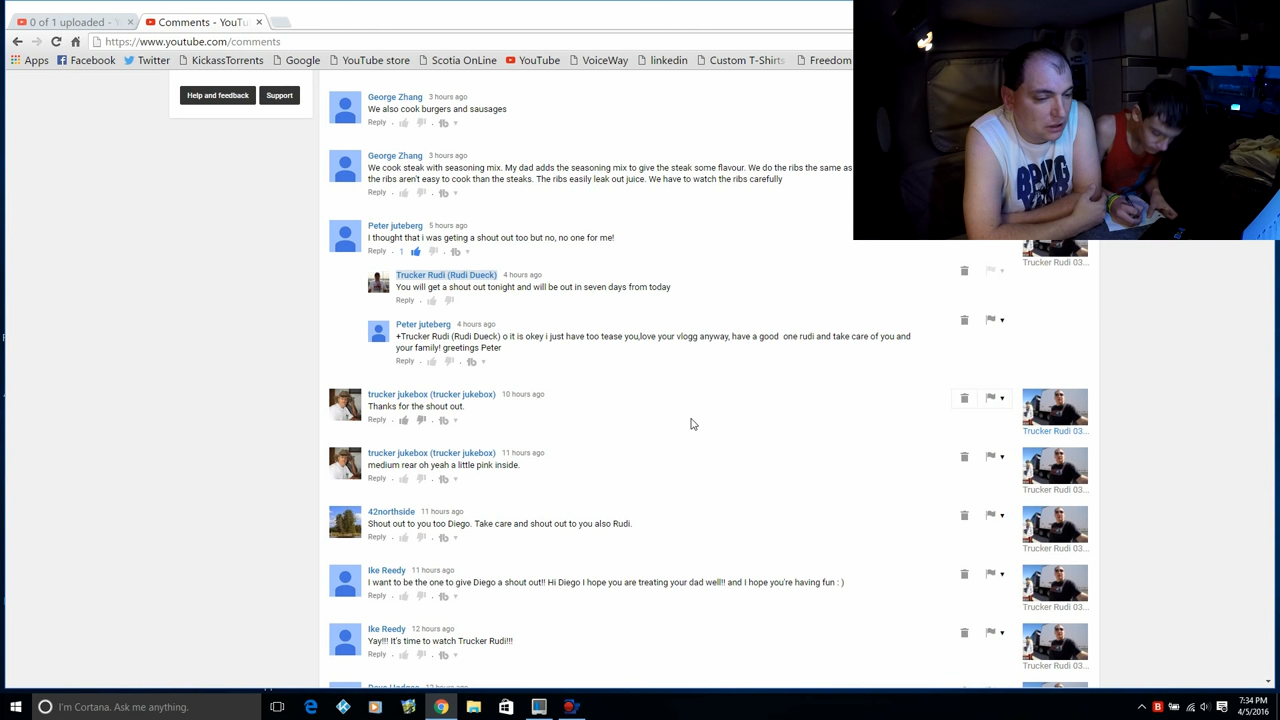 0 of 1 uploaded - Y
Comments - YouTu
https://www.youtube.com/comments
Apps
Facebook
Twitter
KickassTorrents
Google
YouTube store
Scotia OnLine
YouTube
VoiceWay
linkedin
Custom T-Shirts
Freedom
Help and feedback
Support
George Zhang 3 hours ago
We also cook burgers and sausages
Reply
George Zhang 3 hours ago
We cook steak with seasoning mix. My dad adds the seasoning mix to give the steak some flavour. We do the ribs the same as
the ribs aren't easy to cook than the steaks. The ribs easily leak out juice. We have to watch the ribs carefully
Reply
Peter juteberg 5 hours ago
I thought that i was geting a shout out too but no, no one for me!
Reply 1
Trucker Rudi 03...
Trucker Rudi (Rudi Dueck) 4 hours ago
You will get a shout out tonight and will be out in seven days from today
Reply
Peter juteberg 4 hours ago
+Trucker Rudi (Rudi Dueck) o it is okey i just have too tease you,love your vlogg anyway, have a good one rudi and take care of you and
your family! greetings Peter
Reply
trucker jukebox (trucker jukebox) 10 hours ago
Thanks for the shout out.
Reply
Trucker Rudi 03...
trucker jukebox (trucker jukebox) 11 hours ago
medium rear oh yeah a little pink inside.
Reply
Trucker Rudi 03...
42northside 11 hours ago
Shout out to you too Diego. Take care and shout out to you also Rudi.
Reply
Trucker Rudi 03...
Ike Reedy 11 hours ago
I want to be the one to give Diego a shout out!! Hi Diego I hope you are treating your dad well!! and I hope you're having fun : )
Reply
Trucker Rudi 03...
Ike Reedy 12 hours ago
Yay!!! It's time to watch Trucker Rudi!!!
Reply
Trucker Rudi 03...
I'm Cortana. Ask me anything.
7:34 PM
4/5/2016